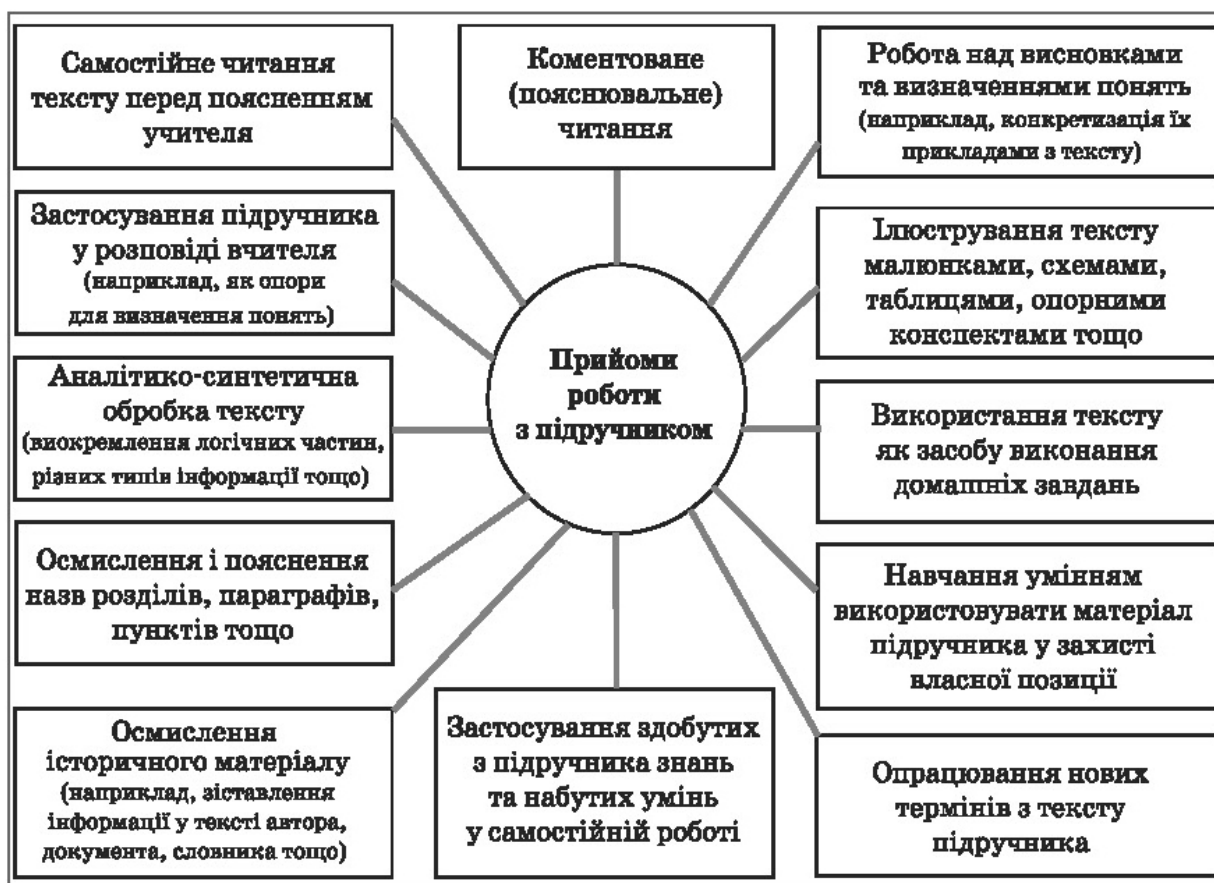 Самостійне читання
тексту перед поясненням
учителя
Коментоване
(пояснювальне)
читання
Робота над висновками
та визначеннями понять
(наприклад, конкретизація їх
прикладами з тексту)
Застосування підручника
у розповіді вчителя
(наприклад, як опори
для визначення понять)
Ілюстрування тексту
малюнками, схемами,
таблицями, опорними
конспектами тощо
Прийоми
роботи
з підручником
Аналітико-синтетична
обробка тексту
(виокремлення логічних частин,
різних типів інформації тощо)
Використання тексту
як засобу виконання
домашніх завдань
Осмислення і пояснення
назв розділів, параграфів,
пунктів тощо
Навчання умінням
використовувати матеріал
підручника у захисті
власної позиції
Осмислення
історичного матеріалу
(наприклад, зіставлення
інформації у тексті автора,
документа, словника тощо)
Застосування здобутих
з підручника знань
та набутих умінь
у самостійній роботі
Опрацювання нових
термінів з тексту
підручника